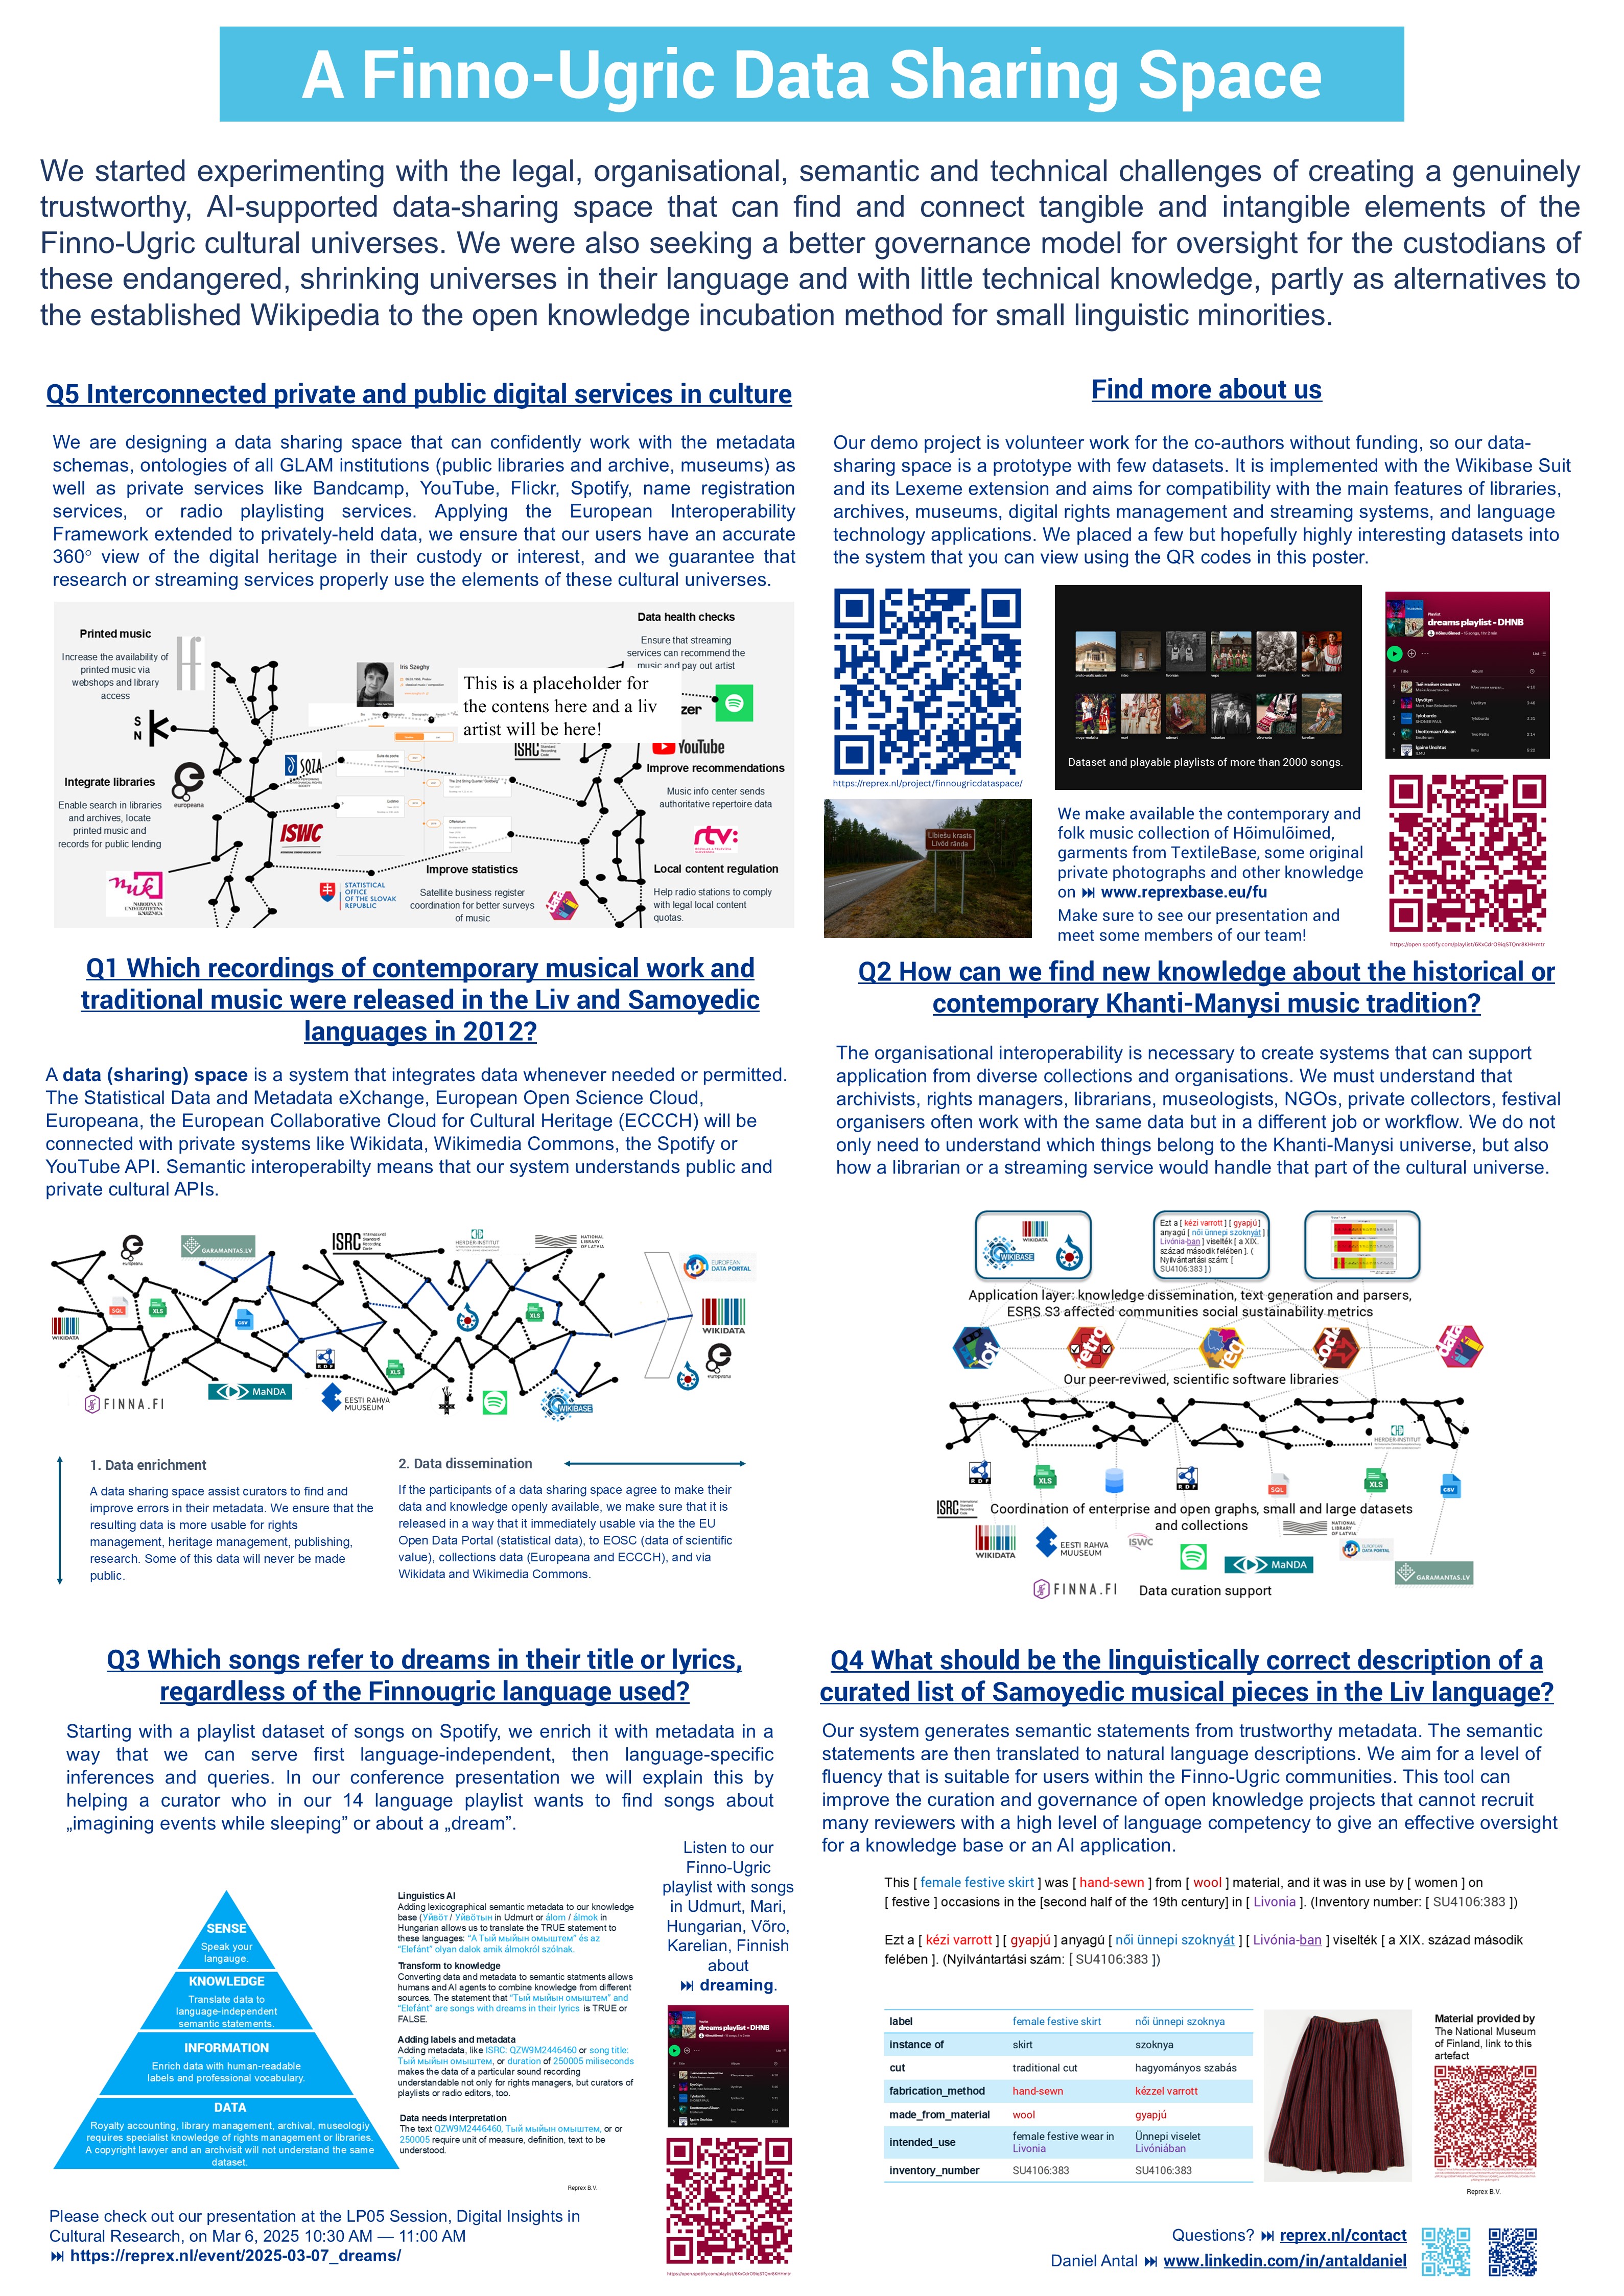 A Finno-Ugric Data Sharing Space
We started experimenting with the legal, organisational, semantic and technical challenges of creating a genuinely
trustworthy, AI-supported data-sharing space that can find and connect tangible and intangible elements of the
Finno-Ugric cultural universes. We were also seeking a better governance model for oversight for the custodians of
these endangered, shrinking universes in their language and with little technical knowledge, partly as alternatives to
the established Wikipedia to the open knowledge incubation method for small linguistic minorities.
Q5 Interconnected private and public digital services in culture
We are designing a data sharing space that can confidently work with the metadata
schemas, ontologies of all GLAM institutions (public libraries and archive, museums) as
well as private services like Bandcamp, YouTube, Flickr, Spotify, name registration
services, or radio playlisting services. Applying the European Interoperability
Framework extended to privately-held data, we ensure that our users have an accurate
360° view of the digital heritage in their custody or interest, and we guarantee that
research or streaming services properly use the elements of these cultural universes.
Printed music
Increase the availability of
printed music via
webshops and library
access
S
N
Integrate libraries
Enable search in libraries
and archives, locate
printed music and
records for public lending
europeana
nuk
Iris Szeghy
SOZA
ISWC
STATISTICAL
OFFICE
OF THE SLOVAK
REPUBLIC
This is a placeholder for
the contens here and a liv
artist will be here!
ISRC
Improve statistics
Satellite business register
coordination for better surveys
of music
Data health checks
Ensure that streaming
services can recommend the
music and pay out artist
zer
YouTube
Improve recommendations
Music info center sends
authoritative repertoire data
rtv:
Local content regulation
Help radio stations to comply
with legal local content
quotas.
Find more about us
Our demo project is volunteer work for the co-authors without funding, so our data-
sharing space is a prototype with few datasets. It is implemented with the Wikibase Suit
and its Lexeme extension and aims for compatibility with the main features of libraries,
archives, museums, digital rights management and streaming systems, and language
technology applications. We placed a few but hopefully highly interesting datasets into
the system that you can view using the QR codes in this poster.
https://reprex.nl/project/finnougricdataspace/
Dataset and playable playlists of more than 2000 songs.
dreams playlist - DHNB
Lībiešu krasts
Līvõd rānda
We make available the contemporary and
folk music collection of Hõimulõimed,
garments from TextileBase, some original
private photographs and other knowledge
on ⏭ www.reprexbase.eu/fu
Make sure to see our presentation and
meet some members of our team!
Q1 Which recordings of contemporary musical work and
traditional music were released in the Liv and Samoyedic
languages in 2012?
A data (sharing) space is a system that integrates data whenever needed or permitted.
The Statistical Data and Metadata eXchange, European Open Science Cloud,
Europeana, the European Collaborative Cloud for Cultural Heritage (ECCCH) will be
connected with private systems like Wikidata, Wikimedia Commons, the Spotify or
YouTube API. Semantic interoperabilty means that our system understands public and
private cultural APIs.
europeana
GARAMANTAS.LV
ISRC International Standard Recording Code
HERDER-INSTITUT
NATIONAL
LIBRARY
OF LATVIA
EUROPEAN
DATA PORTAL
SQL
XLS
CSV
XLS
WIKIDATA
WIKIDATA
RDF
XLS
europeana
FINNA.FI
MaNDA
EESTI RAHVA
MUUSEUM
WIKIBASE
1. Data enrichment
A data sharing space assist curators to find and
improve errors in their metadata. We ensure that the
resulting data is more usable for rights
management, heritage management, publishing,
research. Some of this data will never be made
public.
2. Data dissemination
If the participants of a data sharing space agree to make their
data and knowledge openly available, we make sure that it is
released in a way that it immediately usable via the the EU
Open Data Portal (statistical data), to EOSC (data of scientific
value), collections data (Europeana and ECCCH), and via
Wikidata and Wikimedia Commons.
Q2 How can we find new knowledge about the historical or
contemporary Khanti-Manysi music tradition?
The organisational interoperability is necessary to create systems that can support
application from diverse collections and organisations. We must understand that
archivists, rights managers, librarians, museologists, NGOs, private collectors, festival
organisers often work with the same data but in a different job or workflow. We do not
only need to understand which things belong to the Khanti-Manysi universe, but also
how a librarian or a streaming service would handle that part of the cultural universe.
WIKIDATA
WIKIBASE
Ezt a [ kézi varrott ] [ gyapjú ]
anyagú [ női ünnepi szoknyát ]
Livónia-ban ] viselték [ a XIX.
század második felében ]. (
Nyilvántartási szám: [
SU4106:383 ] )
Application layer: knowledge dissemination, text generation and parsers,
ESRS S3 affected communities social sustainability metrics
Our peer-reviwed, scientific software libraries
HERDER-INSTITUT
RDF
XLS
RDF
SQL
XLS
CSV
ISRC
Coordination of enterprise and open graphs, small and large datasets
and collections
WIKIDATA
EESTI RAHVA
MUUSEUM
ISWC
NATIONAL
LIBRARY
OF LATVIA
EUROPEAN
DATA PORTAL
MaNDA
GARAMANTAS.LV
FINNA.FI
Data curation support
Q3 Which songs refer to dreams in their title or lyrics,
regardless of the Finnougric language used?
Starting with a playlist dataset of songs on Spotify, we enrich it with metadata in a
way that we can serve first language-independent, then language-specific
inferences and queries. In our conference presentation we will explain this by
helping a curator who in our 14 language playlist wants to find songs about
„imagining events while sleeping” or about a „dream”.
SENSE
Speak your
langauge.
KNOWLEDGE
Translate data to
language-independent
semantic statements.
INFORMATION
Enrich data with human-readable
labels and professional vocabulary.
DATA
Royalty accounting, library management, archival, museologiy
requires specialist knowledge of rights management or libraries.
A copyright lawyer and an archvisit will not understand the same
dataset.
Linguistics AI
Adding lexicographical semantic metadata to our knowledge
base (Уйвӧт / Уйвӧтын in Udmurt or álom / álmok in
Hungarian allows us to translate the TRUE statement to
these languages: “A Тый мыйын омыштем” és az
“Elefánt” olyan dalok amik álmokról szólnak.
Transform to knowledge
Converting data and metadata to semantic statments allows
humans and AI agents to combine knowledge from different
sources. The statement that “Тый мыйын омыштем” and
“Elefánt” are songs with dreams in their lyrics is TRUE or
FALSE.
Adding labels and metadata
Adding metadata, like ISRC: QZW9M2446460 or song title:
Тый мыйын омыштем, or duration of 250005 miliseconds
makes the data of a particular sound recording
understandable not only for rights managers, but curators of
playlists or radio editors, too.
Data needs interpretation
The text QZW9M2446460, Тый мыйын омыштем, or or
250005 require unit of measure, definition, text to be
understood.
Reprex B.V.
Listen to our
Finno-Ugric
playlist with songs
in Udmurt, Mari,
Hungarian, Võro,
Karelian, Finnish
about
⏭ dreaming.
dreams playlist - DHNB
Please check out our presentation at the LP05 Session, Digital Insights in
Cultural Research, on Mar 6, 2025 10:30 AM — 11:00 AM
⏭ https://reprex.nl/event/2025-03-07_dreams/
Q4 What should be the linguistically correct description of a
curated list of Samoyedic musical pieces in the Liv language?
Our system generates semantic statements from trustworthy metadata. The semantic
statements are then translated to natural language descriptions. We aim for a level of
fluency that is suitable for users within the Finno-Ugric communities. This tool can
improve the curation and governance of open knowledge projects that cannot recruit
many reviewers with a high level of language competency to give an effective oversight
for a knowledge base or an AI application.
This [ female festive skirt ] was [ hand-sewn ] from [ wool ] material, and it was in use by [ women ] on
[ festive ] occasions in the [second half of the 19th century] in [ Livonia ]. (Inventory number: [ SU4106:383 ])
Ezt a [ kézi varrott ] [ gyapjú ] anyagú [ női ünnepi szoknyát ] [ Livónia-ban ] viselték [ a XIX. század második
felében ]. (Nyilvántartási szám: [ SU4106:383 ])
label female festive skirt női ünnepi szoknya
instance of skirt szoknya
cut traditional cut hagyományos szabás
fabrication_method hand-sewn kézzel varrott
made_from_material wool gyapjú
intended_use female festive wear in Livonia Ünnepi viselet Livóniában
inventory_number SU4106:383 SU4106:383
Material provided by
The National Museum
of Finland, link to this
artefact
Reprex B.V.
Questions? ⏭ reprex.nl/contact
Daniel Antal ⏭ www.linkedin.com/in/antaldaniel